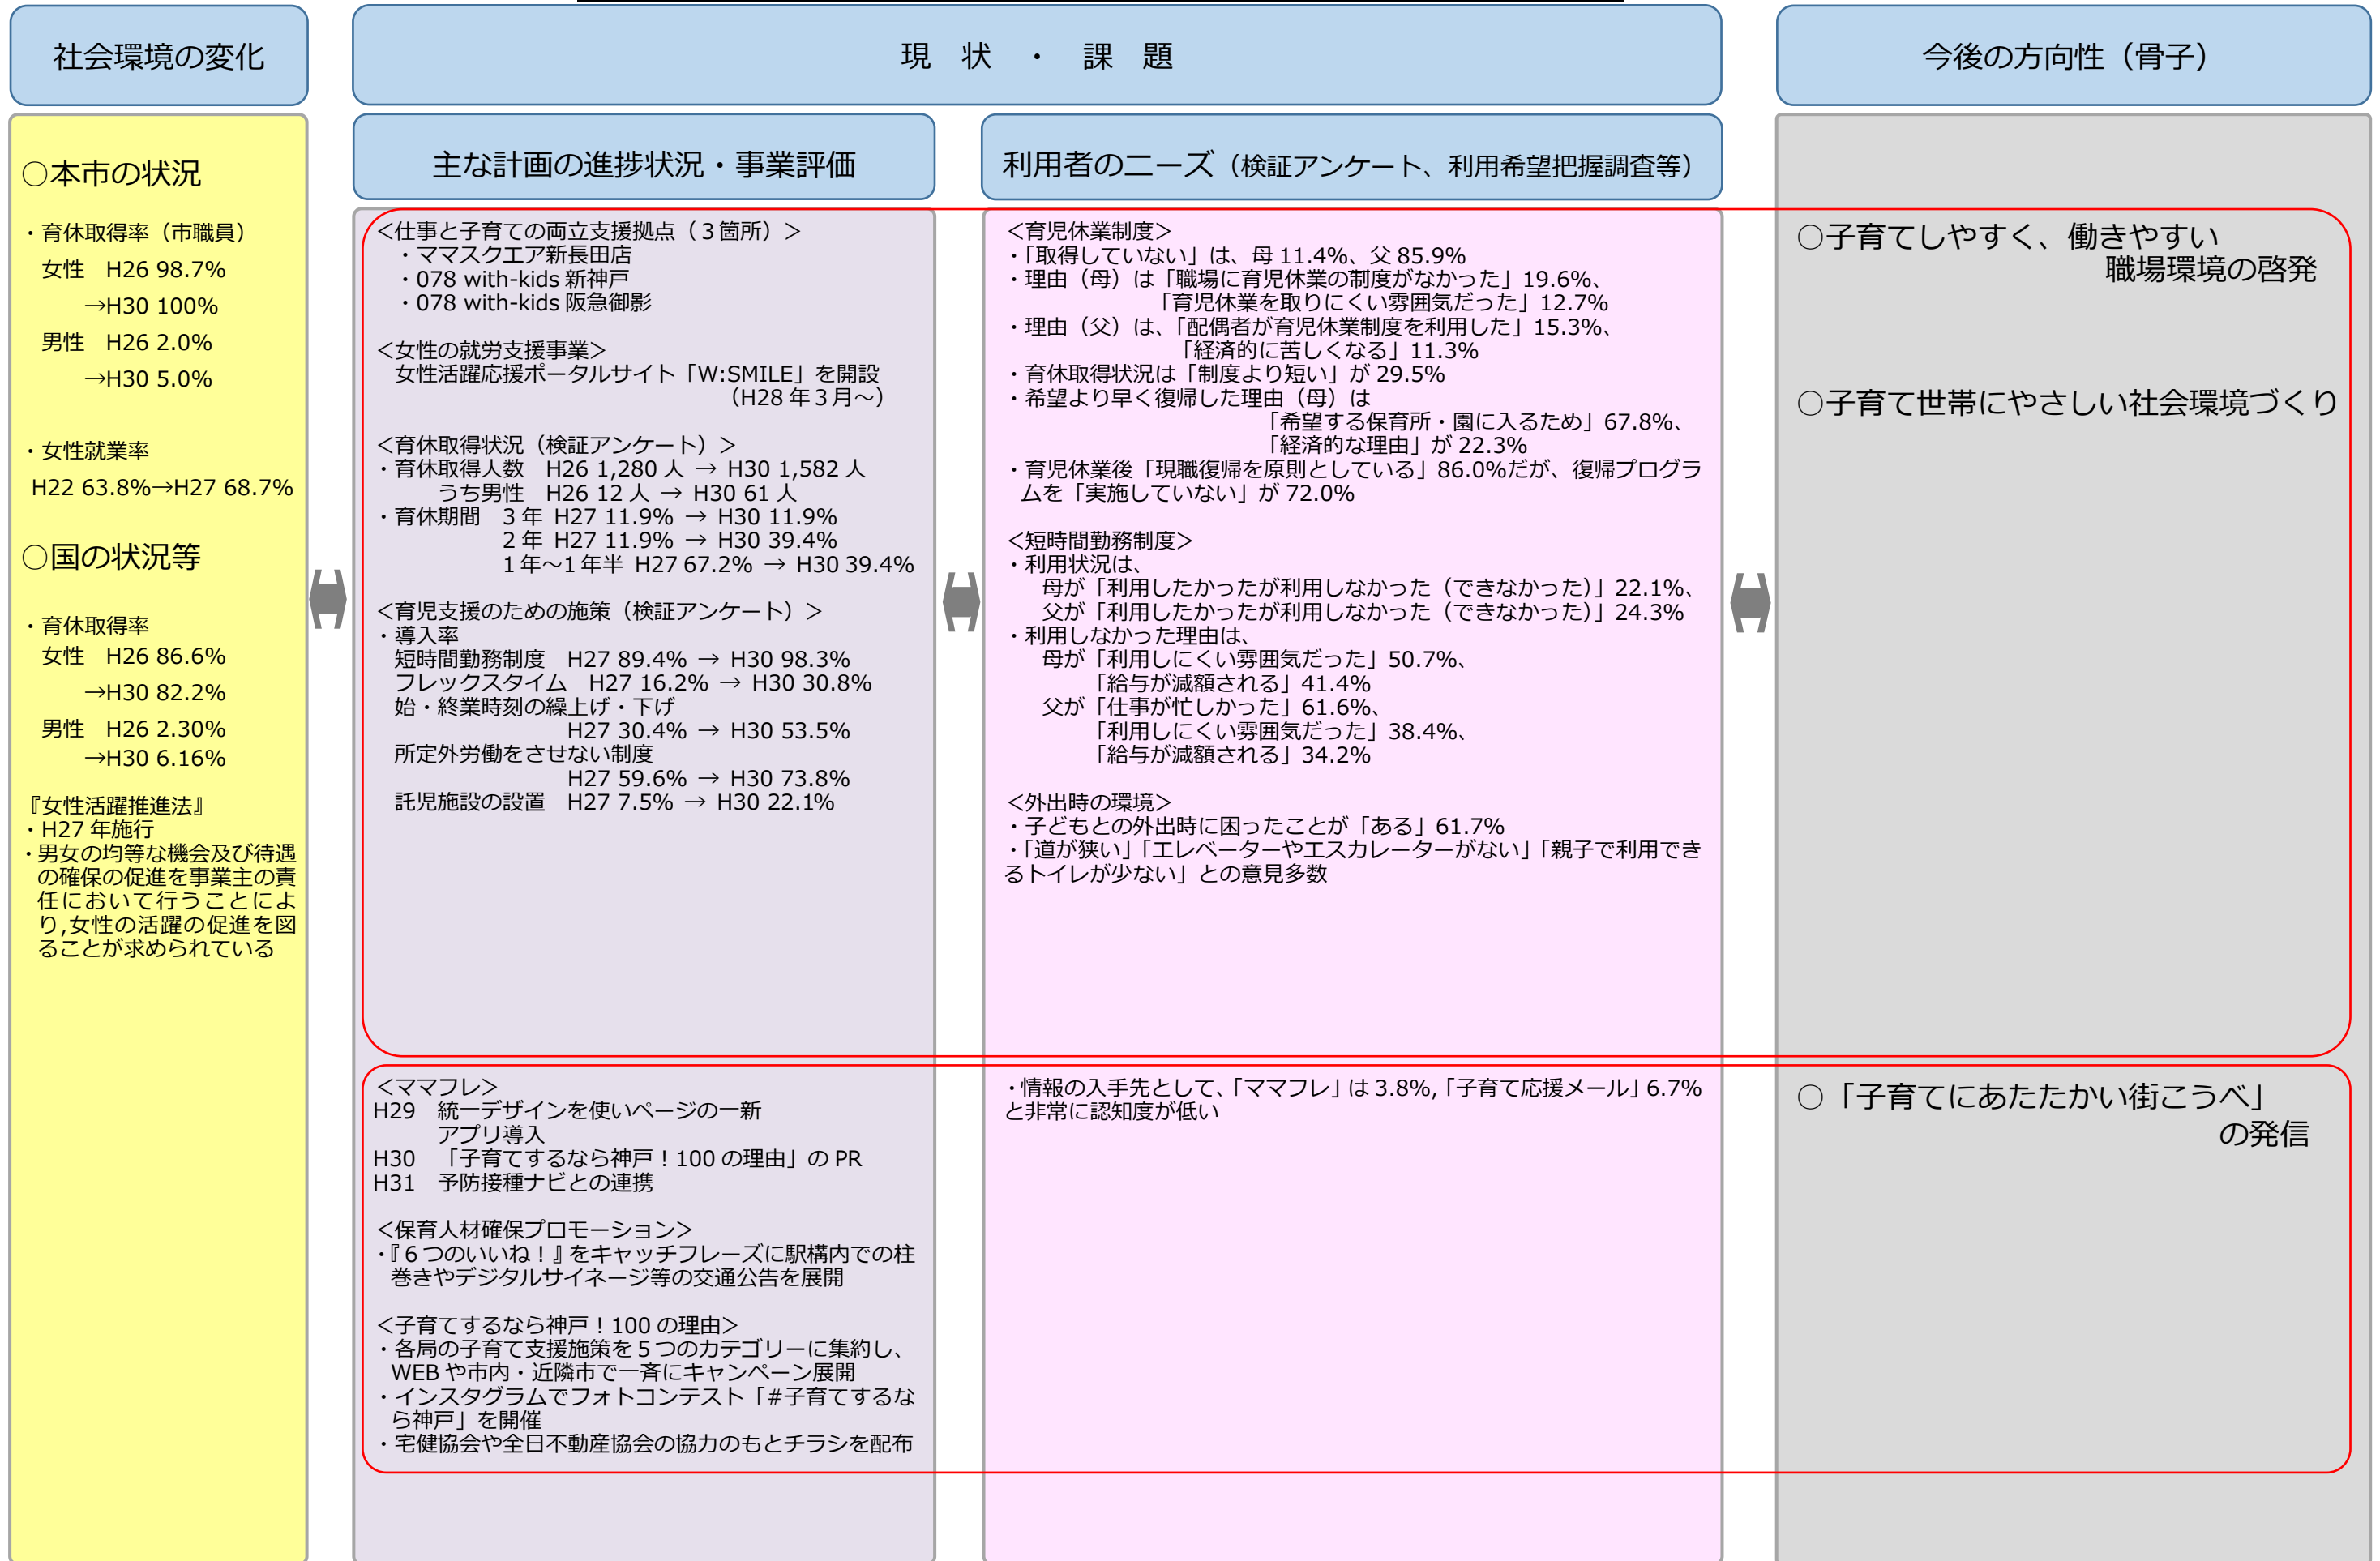 社会環境の変化
現 状 ・ 課 題
今後の方向性（骨子）
○本市の状況
・育休取得率（市職員）
女性 H26 98.7%
→H30 100%
男性 H26 2.0%
→H30 5.0%
・女性就業率
H22 63.8%→H27 68.7%
○国の状況等
・育休取得率
女性 H26 86.6%
→H30 82.2%
男性 H26 2.30%
→H30 6.16%
『女性活躍推進法』
・H27 年施行
・男女の均等な機会及び待遇
の確保の促進を事業主の責
任において行うことによ
り,女性の活躍の促進を図
ることが求められている
主な計画の進捗状況・事業評価
＜仕事と子育ての両立支援拠点（３箇所）＞
・ママスクエア新長田店
・078 with-kids 新神戸
・078 with-kids 阪急御影
＜女性の就労支援事業＞
女性活躍応援ポータルサイト「W:SMILE」を開設
（H28 年３月～）
＜育休取得状況（検証アンケート）＞
・育休取得人数 H26 1,280 人 → H30 1,582 人
うち男性 H26 12 人 → H30 61 人
・育休期間 ３年 H27 11.9% → H30 11.9%
２年 H27 11.9% → H30 39.4%
１年～１年半 H27 67.2% → H30 39.4%
＜育児支援のための施策（検証アンケート）＞
・導入率
短時間勤務制度 H27 89.4% → H30 98.3%
フレックスタイム H27 16.2% → H30 30.8%
始・終業時刻の繰上げ・下げ
H27 30.4% → H30 53.5%
所定外労働をさせない制度
H27 59.6% → H30 73.8%
託児施設の設置 H27 7.5% → H30 22.1%
＜ママフレ＞
H29 統一デザインを使いページの一新
アプリ導入
H30 「子育てするなら神戸！100 の理由」の PR
H31 予防接種ナビとの連携
＜保育人材確保プロモーション＞
・『６つのいいね！』をキャッチフレーズに駅構内での柱
巻きやデジタルサイネージ等の交通公告を展開
＜子育てするなら神戸！100 の理由＞
・各局の子育て支援施策を５つのカテゴリーに集約し、
WEB や市内・近隣市で一斉にキャンペーン展開
・インスタグラムでフォトコンテスト「#子育てするな
ら神戸」を開催
・宅健協会や全日不動産協会の協力のもとチラシを配布
利用者のニーズ（検証アンケート、利用希望把握調査等）
＜育児休業制度＞
・「取得していない」は、母 11.4%、父 85.9%
・理由（母）は「職場に育児休業の制度がなかった」19.6%、
「育児休業を取りにくい雰囲気だった」12.7%
・理由（父）は、「配偶者が育児休業制度を利用した」15.3%、
「経済的に苦しくなる」11.3%
・育休取得状況は「制度より短い」が 29.5%
・希望より早く復帰した理由（母）は
「希望する保育所・園に入るため」67.8%、
「経済的な理由」が 22.3%
・育児休業後「現職復帰を原則としている」86.0%だが、復帰プログラ
ムを「実施していない」が 72.0%
＜短時間勤務制度＞
・利用状況は、
母が「利用したかったが利用しなかった（できなかった）」22.1%、
父が「利用したかったが利用しなかった（できなかった）」24.3%
・利用しなかった理由は、
母が「利用しにくい雰囲気だった」50.7%、
「給与が減額される」41.4%
父が「仕事が忙しかった」61.6%、
「利用しにくい雰囲気だった」38.4%、
「給与が減額される」34.2%
＜外出時の環境＞
・子どもとの外出時に困ったことが「ある」61.7%
・「道が狭い」「エレベーターやエスカレーターがない」「親子で利用でき
るトイレが少ない」との意見多数
・情報の入手先として、「ママフレ」は 3.8%,「子育て応援メール」6.7%
と非常に認知度が低い
○子育てしやすく、働きやすい
職場環境の啓発
○子育て世帯にやさしい社会環境づくり
○「子育てにあたたかい街こうべ」
の発信